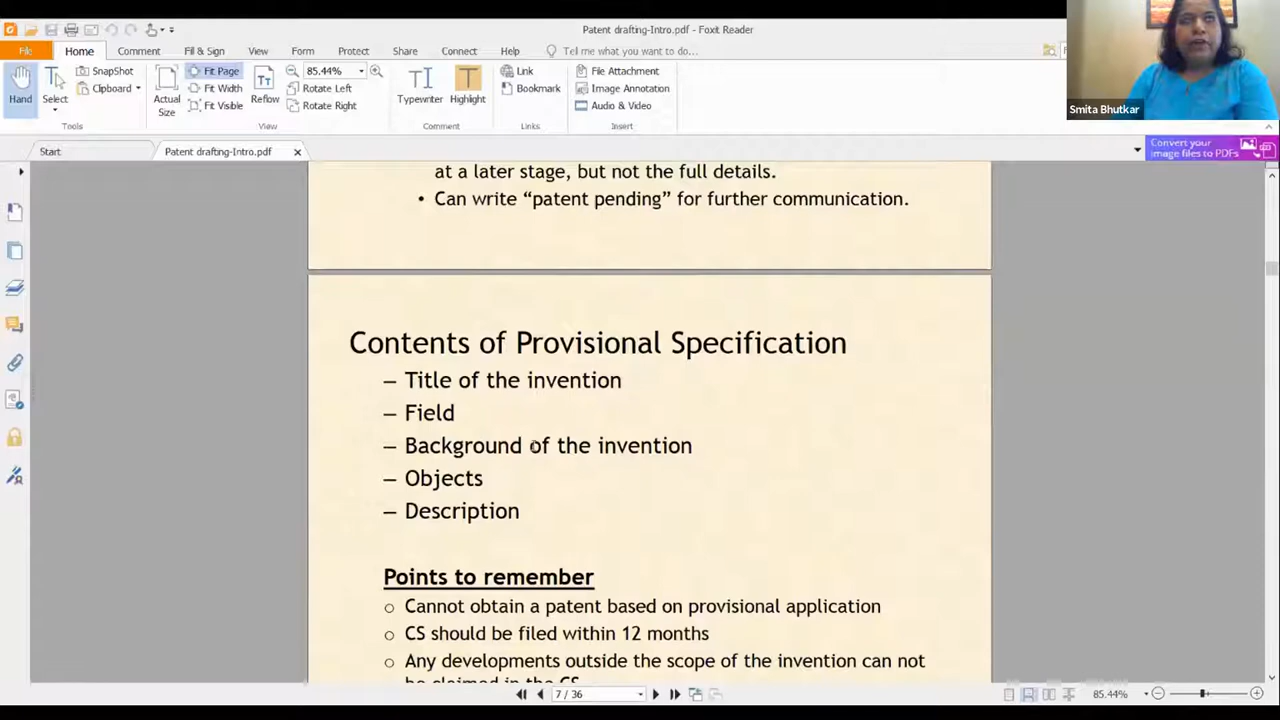 Patent drafting-Intro.pdf - Foxit Reader
File Home Comment Fill & Sign View Form Protect Share Connect Help Tell me what you want to do...
Hand
Select
SnapShot
Clipboard
Tools
Actual Size
Fit Page
Fit Width
Fit Visible
Reflow
85.44%
Rotate Left
Rotate Right
View
Typewriter
Highlight
Comment
Link
Bookmark
Links
File Attachment
Image Annotation
Audio & Video
Insert
Smita Bhutkar
Start
Patent drafting-Intro.pdf
Convert your
image files to PDFs
at a later stage, but not the full details.
• Can write “patent pending” for further communication.
Contents of Provisional Specification
– Title of the invention
– Field
– Background of the invention
– Objects
– Description
Points to remember
o Cannot obtain a patent based on provisional application
o CS should be filed within 12 months
o Any developments outside the scope of the invention can not
be claimed in the CS
7 / 36
85.44%